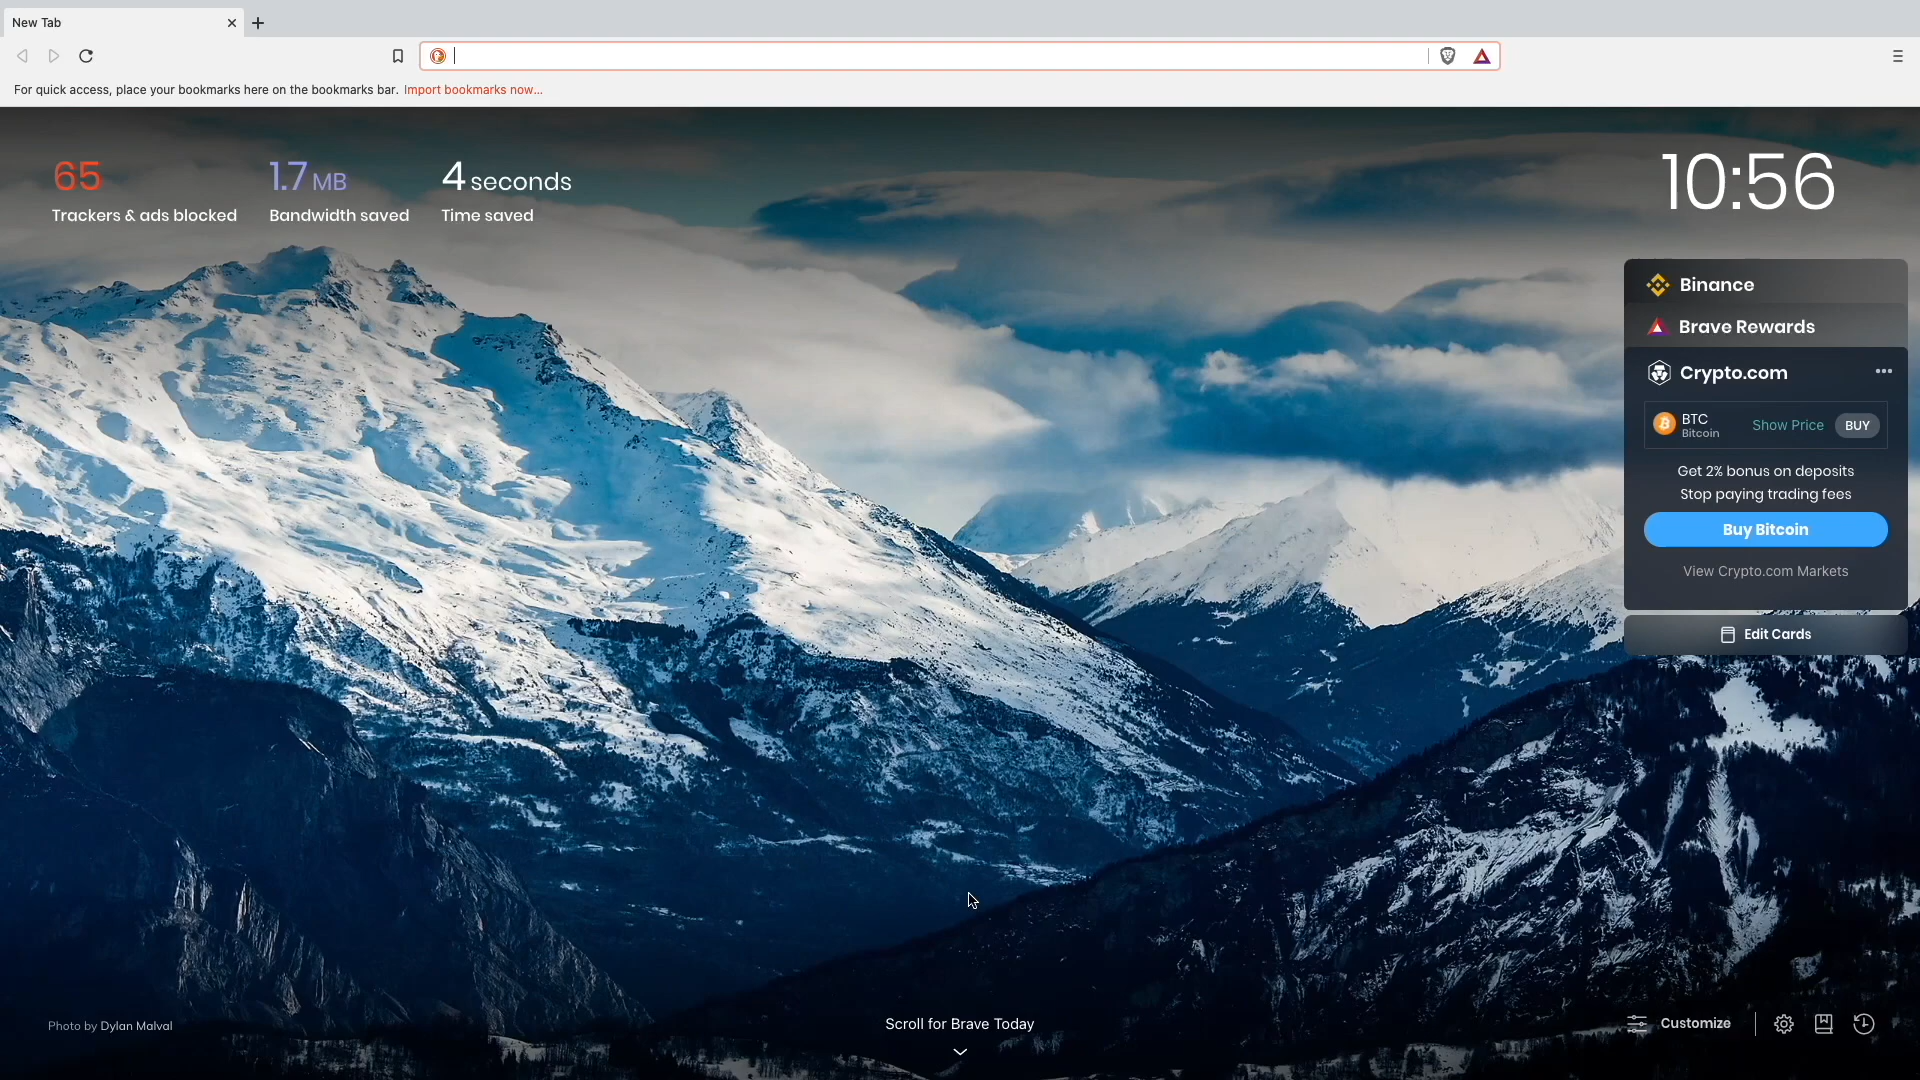 New Tab
For quick access, place your bookmarks here on the bookmarks bar. Import bookmarks now...
65
Trackers & ads blocked
1.7 MB
Bandwidth saved
4 seconds
Time saved
10:56
Binance
Brave Rewards
Crypto.com
BTC
Bitcoin
Show Price
BUY
Get 2% bonus on deposits
Stop paying trading fees
Buy Bitcoin
View Crypto.com Markets
Edit Cards
Photo by Dylan Malval
Scroll for Brave Today
Customize